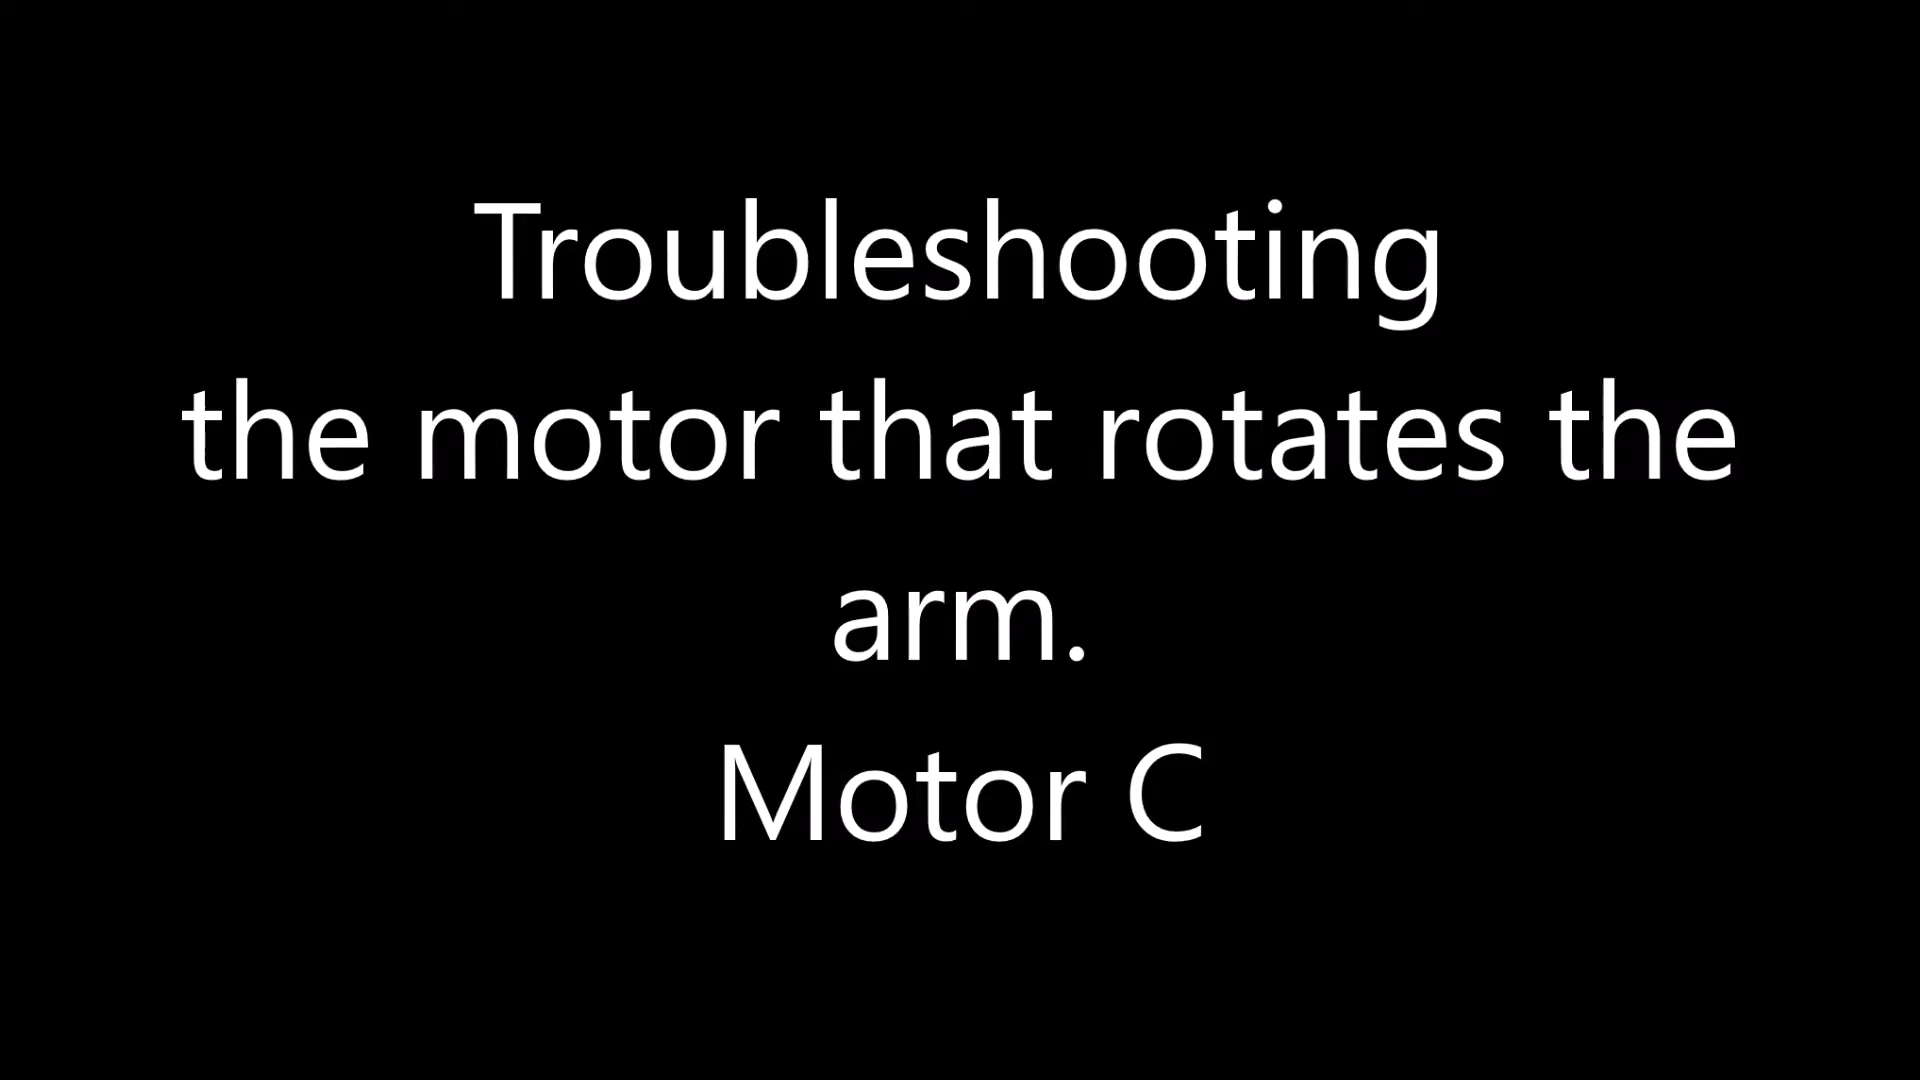 Troubleshooting
the motor that rotates the
arm.
Motor C